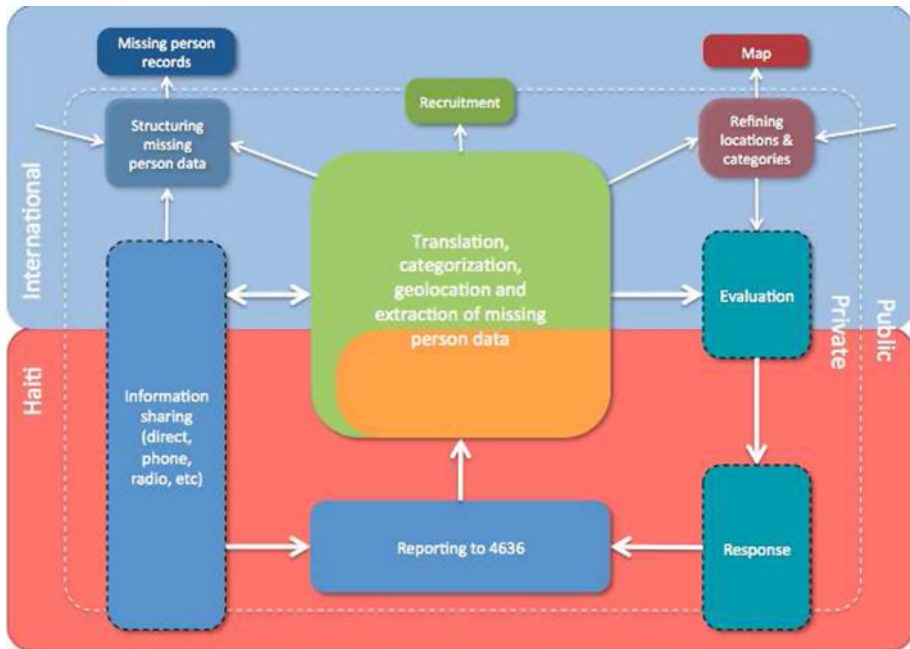 Missing person
records
Map
Recruitment
Structuring
missing
person data
Refining
locations &
categories
International
Translation,
categorization,
geolocation and
extraction of missing
person data
Evaluation
Private
Public
Haiti
Information
sharing
(direct,
phone,
radio, etc)
Reporting to 4636
Response